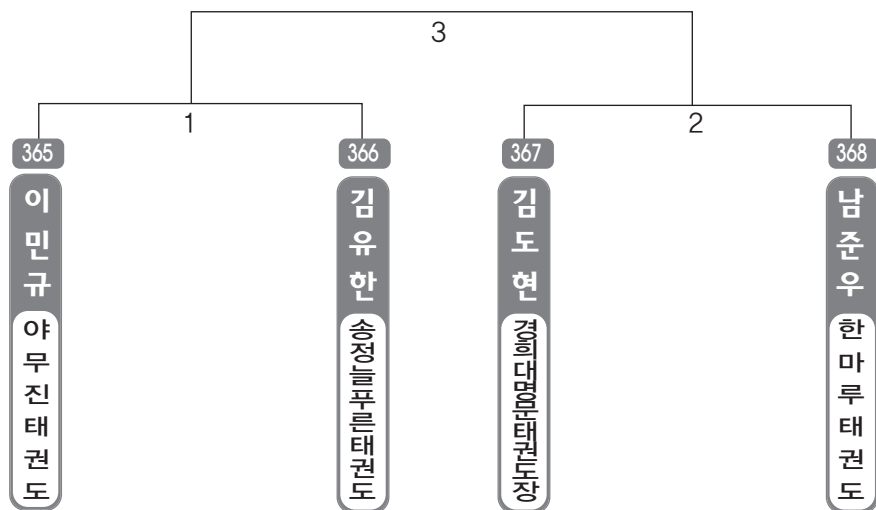 3
1
2
365
이민규
야무진태권도
366
김유한
송정늘푸른태권도
367
김도현
경희대명문태권도장
368
남준우
한마루태권도